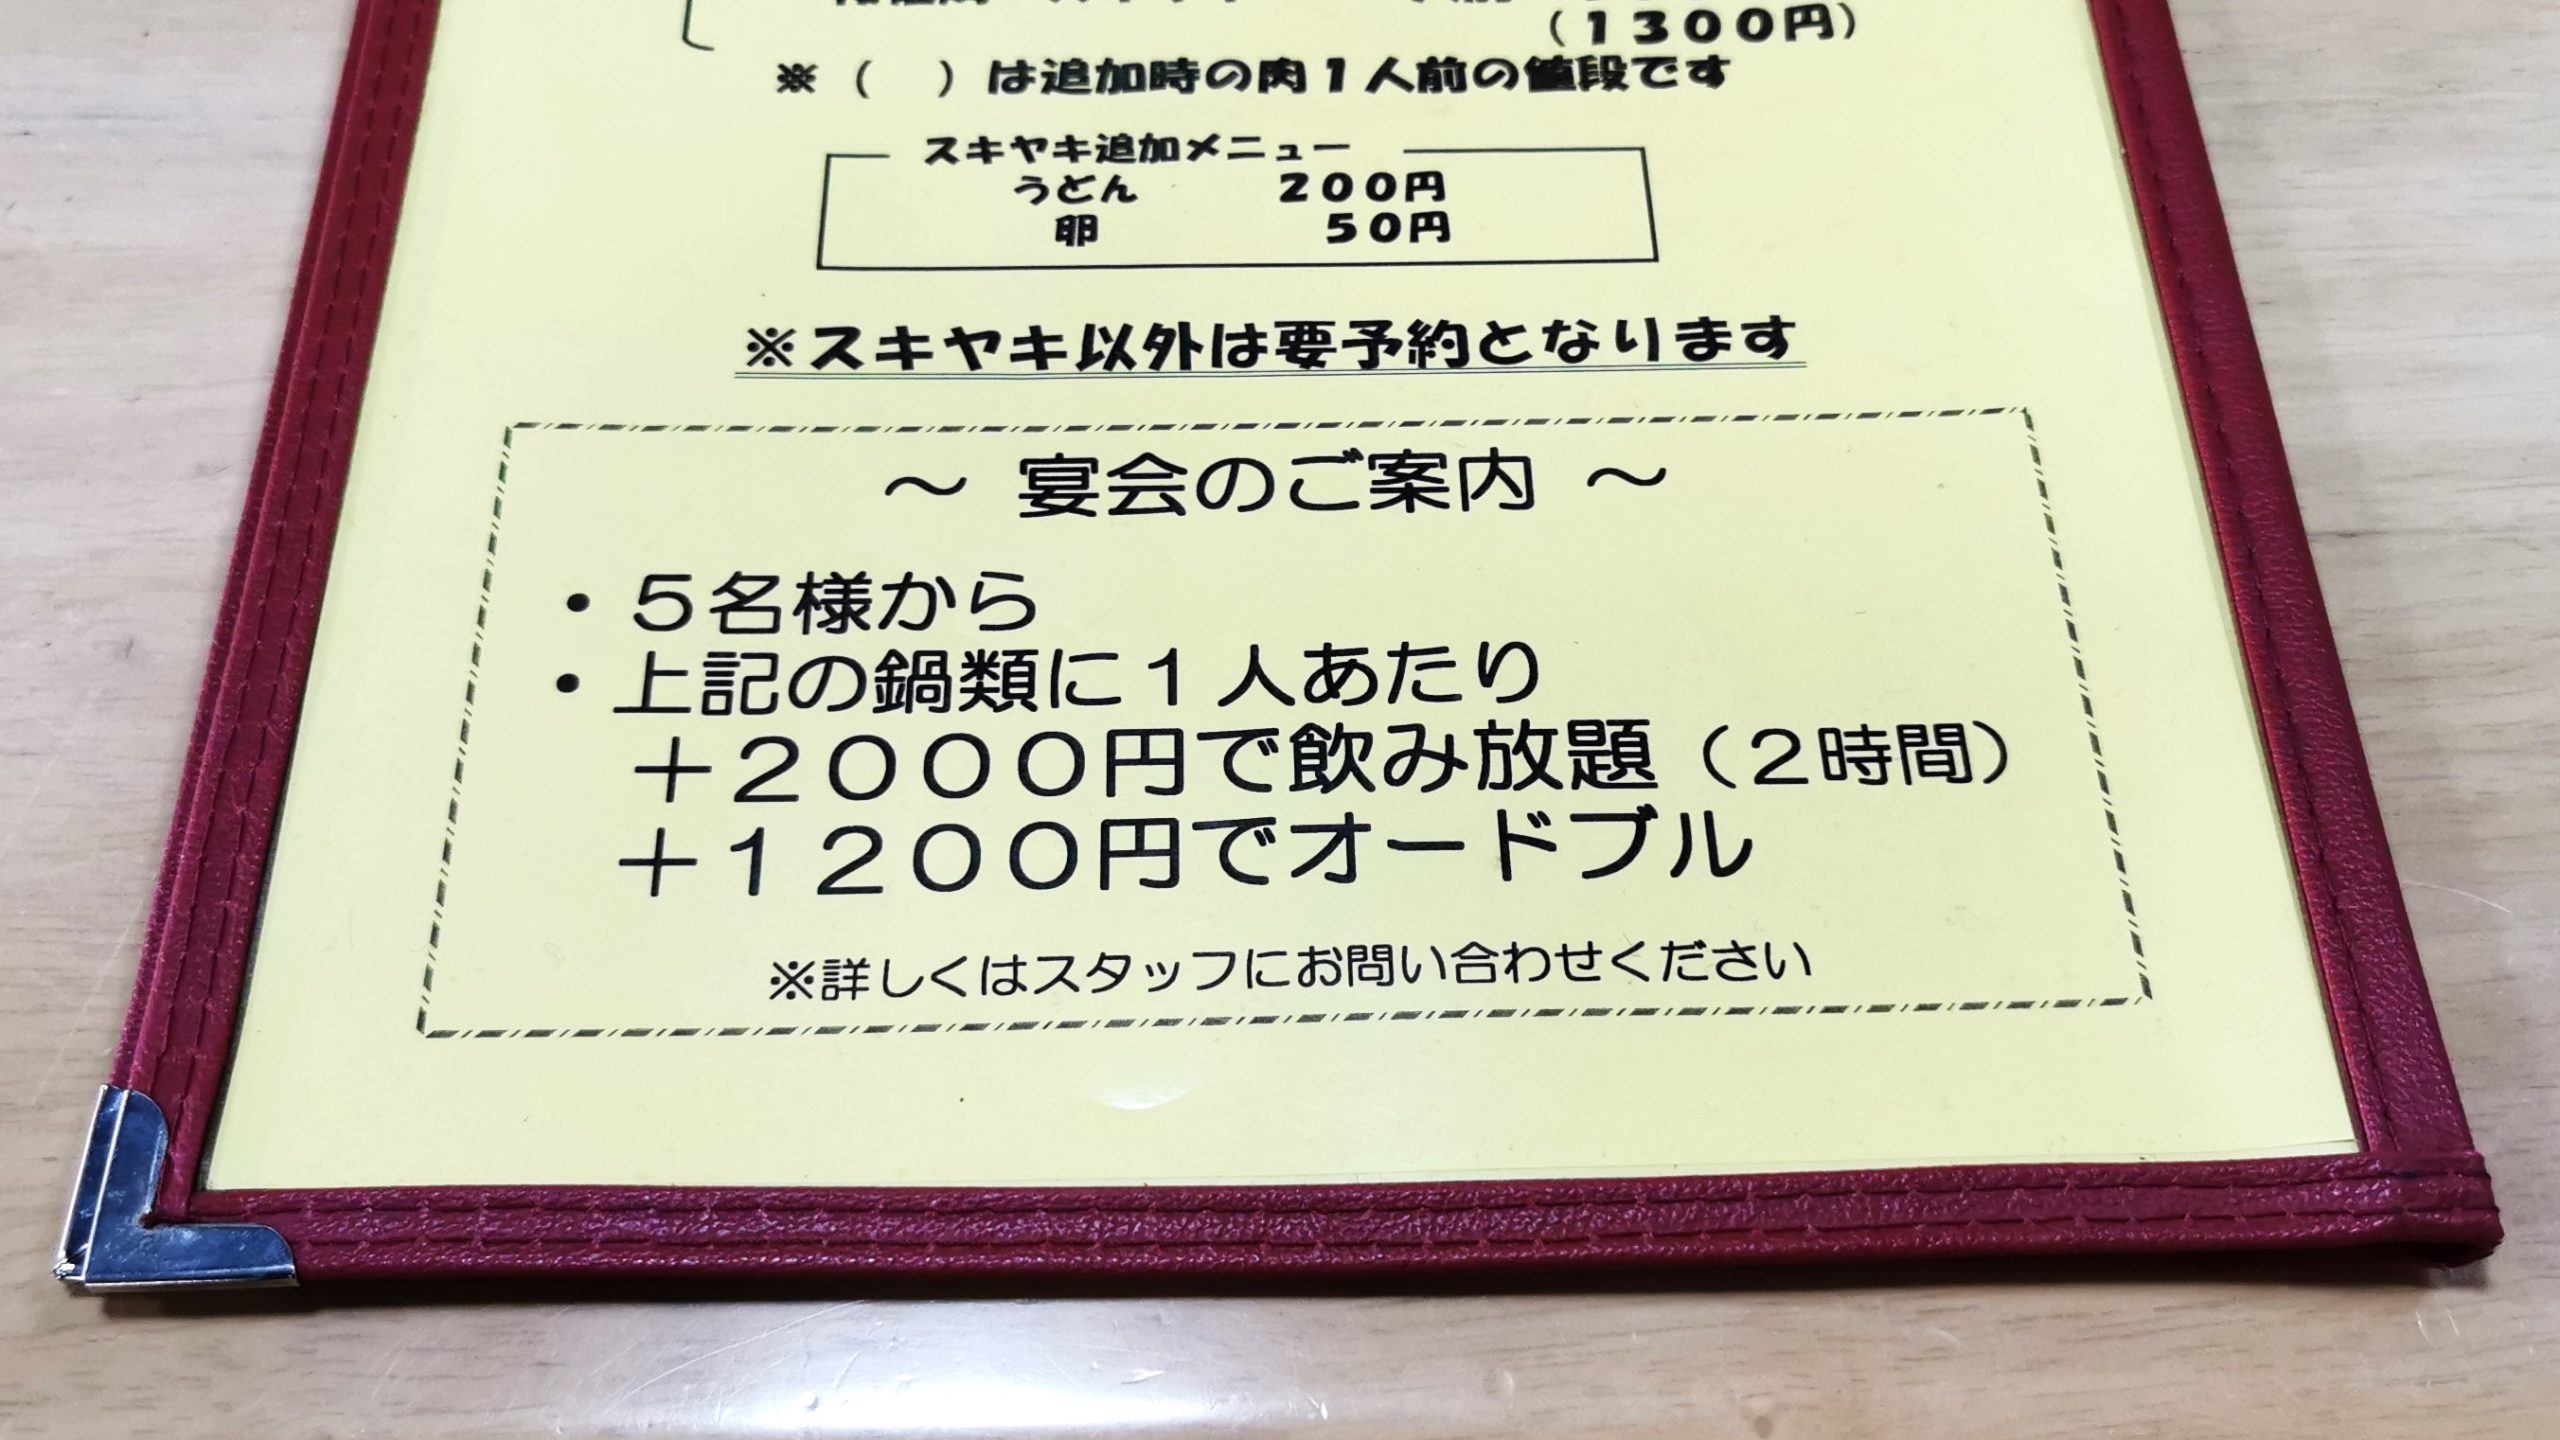 （１３００円）
※（　）は追加時の肉１人前の値段です
スキヤキ追加メニュー
うどん　２００円
卵　５０円
※スキヤキ以外は要予約となります
～ 宴会のご案内 ～
・５名様から
・上記の鍋類に１人あたり
＋２０００円で飲み放題（２時間）
＋１２００円でオードブル
※詳しくはスタッフにお問い合わせください